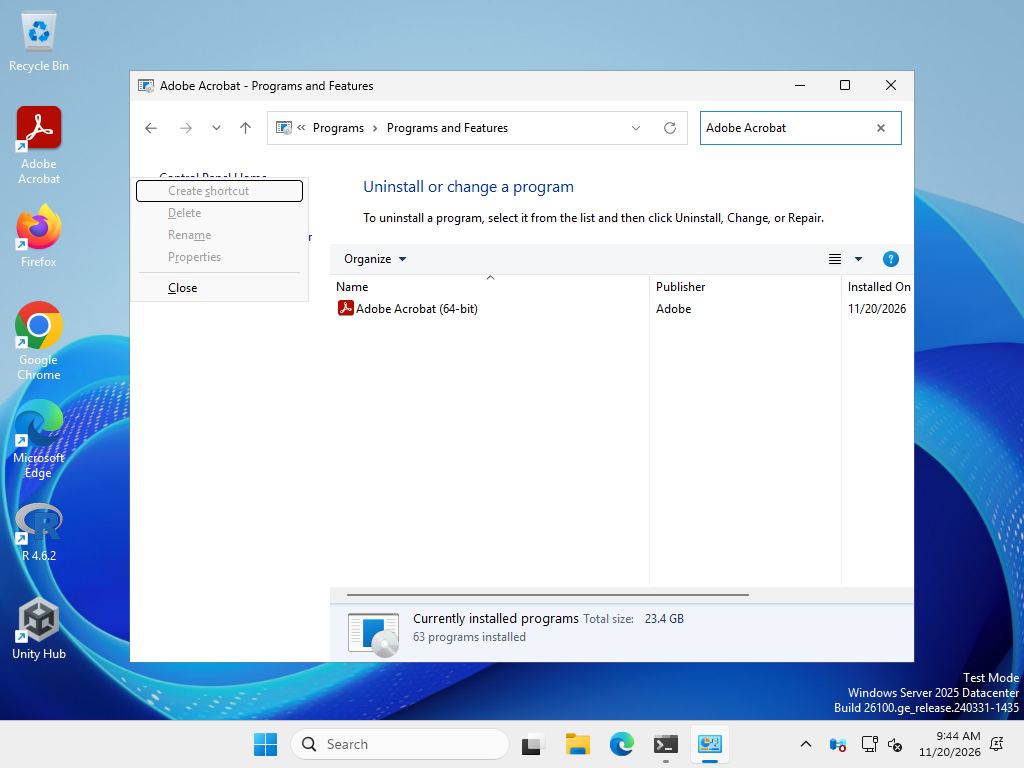 Recycle Bin
Adobe
Acrobat
Firefox
Google
Chrome
Microsoft
Edge
R 4.6.2
Unity Hub
Adobe Acrobat - Programs and Features
« Programs > Programs and Features
Adobe Acrobat
Control Panel Home
Create shortcut
Delete
Rename
Properties
Close
r
Uninstall or change a program
To uninstall a program, select it from the list and then click Uninstall, Change, or Repair.
Organize
Name Publisher Installed On
Adobe Acrobat (64-bit) Adobe 11/20/2026
Currently installed programs Total size: 23.4 GB
63 programs installed
Test Mode
Windows Server 2025 Datacenter
Build 26100.ge_release.240331-1435
Search
9:44 AM
11/20/2026